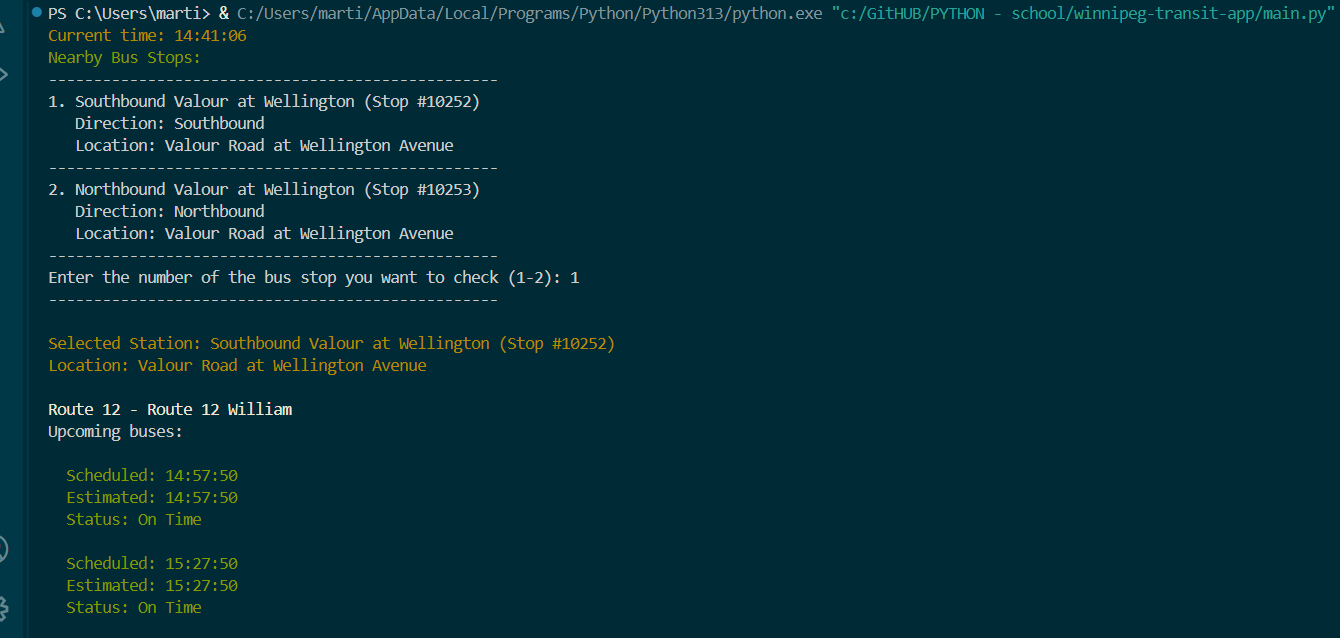 PS C:\Users\marti> & C:/Users/marti/AppData/Local/Programs/Python/Python313/python.exe "c:/GitHUB/PYTHON - school/winnipeg-transit-app/main.py"
Current time: 14:41:06
Nearby Bus Stops:
--------------------------------------------------
1. Southbound Valour at Wellington (Stop #10252)
   Direction: Southbound
   Location: Valour Road at Wellington Avenue
--------------------------------------------------
2. Northbound Valour at Wellington (Stop #10253)
   Direction: Northbound
   Location: Valour Road at Wellington Avenue
--------------------------------------------------
Enter the number of the bus stop you want to check (1-2): 1
--------------------------------------------------
Selected Station: Southbound Valour at Wellington (Stop #10252)
Location: Valour Road at Wellington Avenue
Route 12 - Route 12 William
Upcoming buses:
  Scheduled: 14:57:50
  Estimated: 14:57:50
  Status: On Time
  Scheduled: 15:27:50
  Estimated: 15:27:50
  Status: On Time